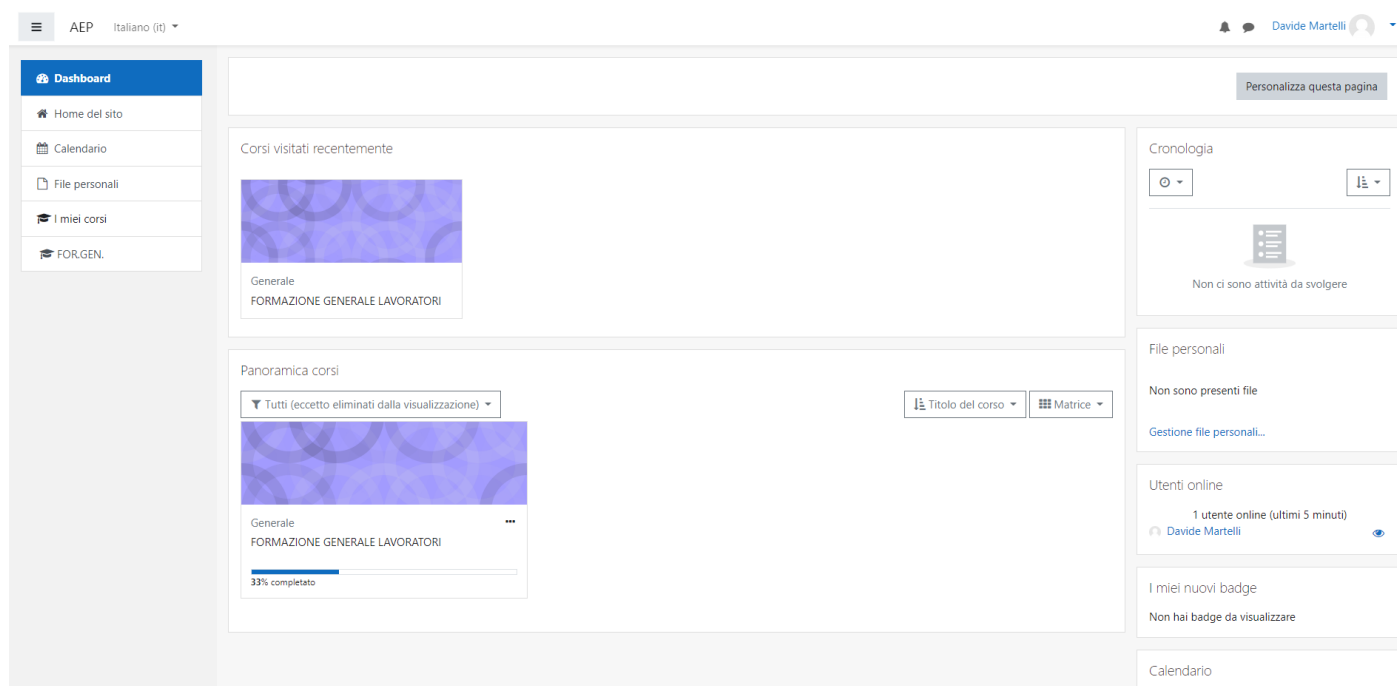 AEP Italiano (it)
Davide Martelli
Dashboard
Home del sito
Calendario
File personali
I miei corsi
FOR.GEN.
Personalizza questa pagina
Corsi visitati recentemente
Generale
FORMAZIONE GENERALE LAVORATORI
Panoramica corsi
Tutti (eccetto eliminati dalla visualizzazione)
Titolo del corso
Matrice
Generale
FORMAZIONE GENERALE LAVORATORI
33% completato
Cronologia
Non ci sono attività da svolgere
File personali
Non sono presenti file
Gestione file personali...
Utenti online
1 utente online (ultimi 5 minuti)
Davide Martelli
I miei nuovi badge
Non hai badge da visualizzare
Calendario